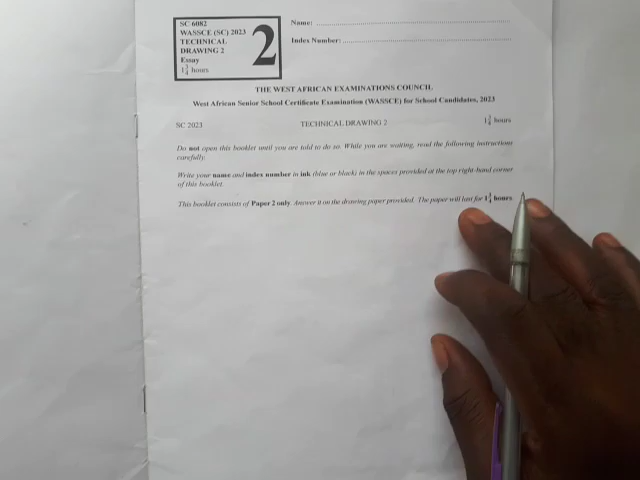 SC 6082
WASSCE (SC) 2023
TECHNICAL
DRAWING 2
Essay
1¾ hours
2
Name: ........................................................................
Index Number: ................................................................
THE WEST AFRICAN EXAMINATIONS COUNCIL
West African Senior School Certificate Examination (WASSCE) for School Candidates, 2023
SC 2023 TECHNICAL DRAWING 2 1¾ hours
Do not open this booklet until you are told to do so. While you are waiting, read the following instructions
carefully.
Write your name and index number in ink (blue or black) in the spaces provided at the top right-hand corner
of this booklet.
This booklet consists of Paper 2 only. Answer it on the drawing paper provided. The paper will last for 1¾ hours.